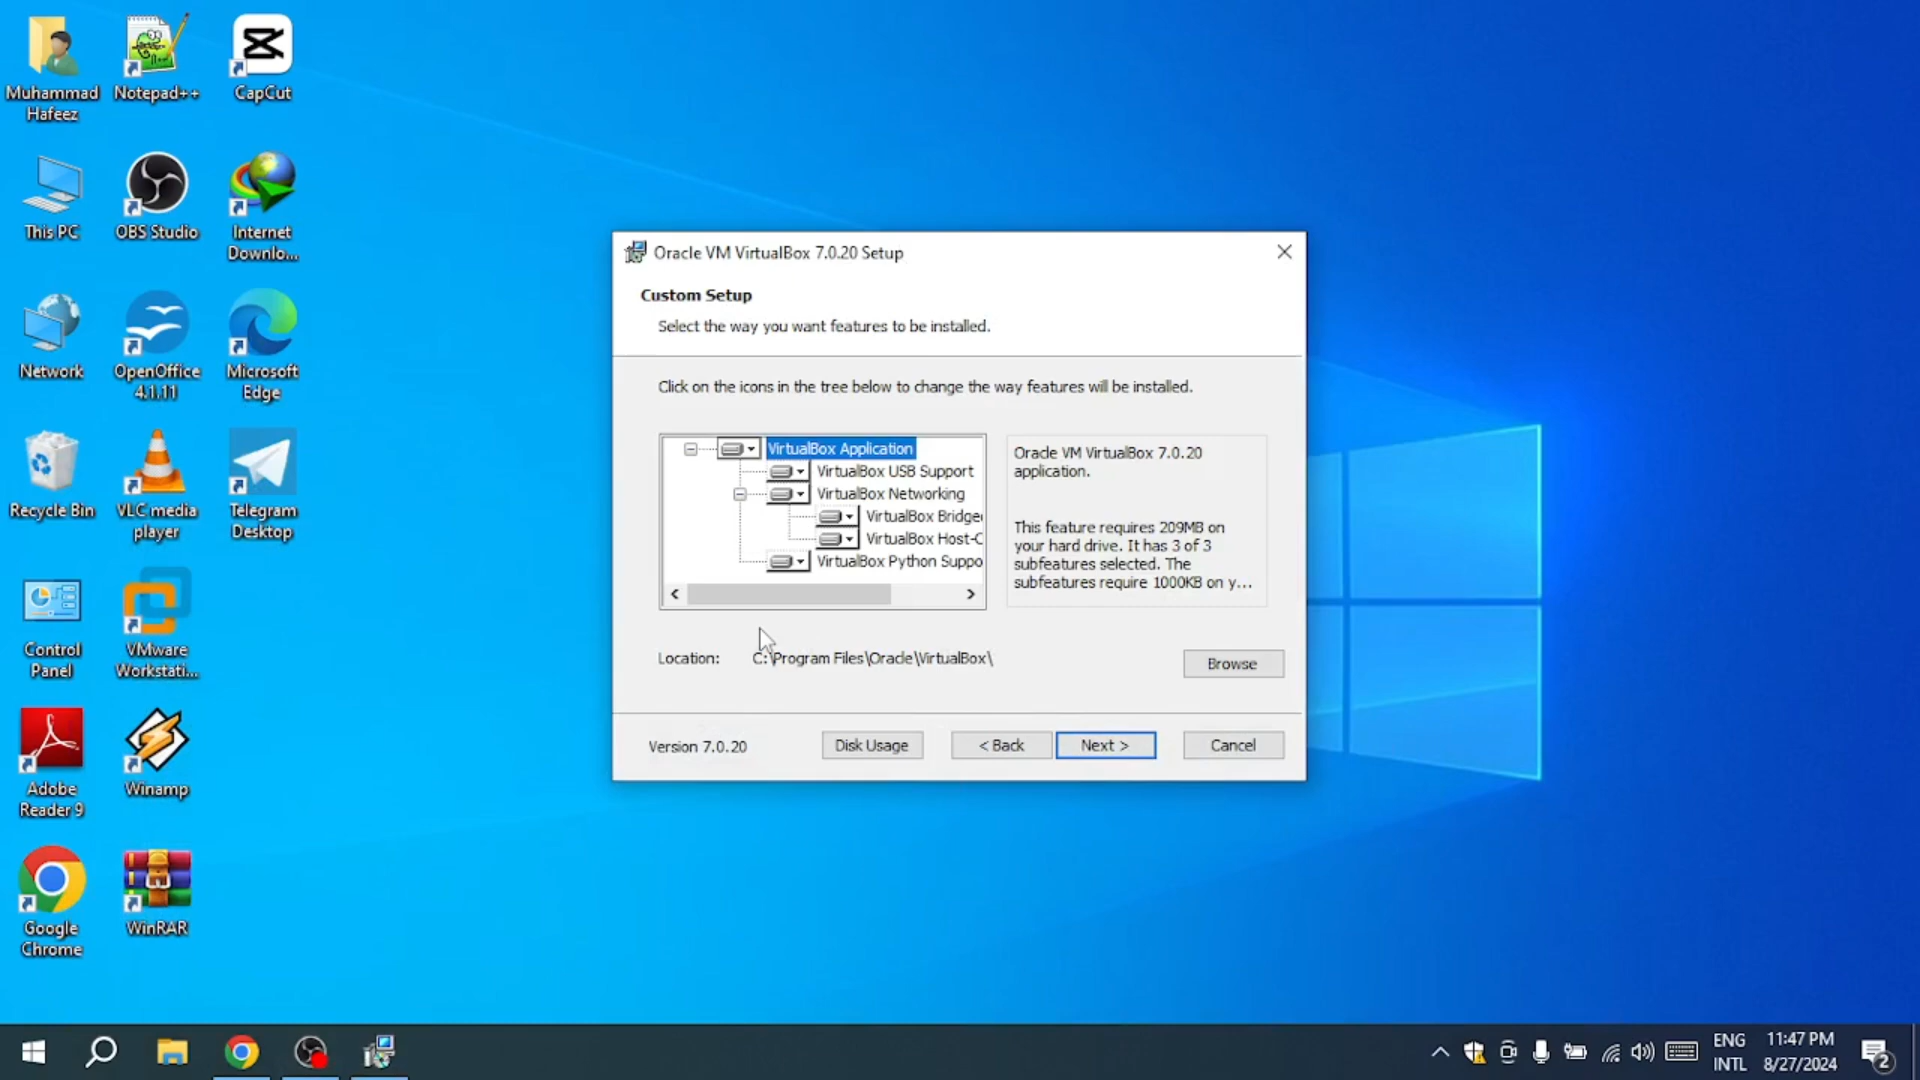 Muhammad
Hafeez
Notepad++
CapCut
This PC
OBS Studio
Internet
Downlo...
Network
OpenOffice
4.1.11
Microsoft
Edge
Recycle Bin
VLC media
player
Telegram
Desktop
Control
Panel
VMware
Workstati...
Adobe
Reader 9
Winamp
Google
Chrome
WinRAR
Oracle VM VirtualBox 7.0.20 Setup
Custom Setup
Select the way you want features to be installed.
Click on the icons in the tree below to change the way features will be installed.
VirtualBox Application
VirtualBox USB Support
VirtualBox Networking
VirtualBox Bridge
VirtualBox Host-C
VirtualBox Python Suppo
Oracle VM VirtualBox 7.0.20
application.
This feature requires 209MB on
your hard drive. It has 3 of 3
subfeatures selected. The
subfeatures require 1000KB on y...
Location: C:\Program Files\Oracle\VirtualBox\
Browse
Version 7.0.20
Disk Usage
< Back
Next >
Cancel
ENG
INTL
11:47 PM
8/27/2024
2